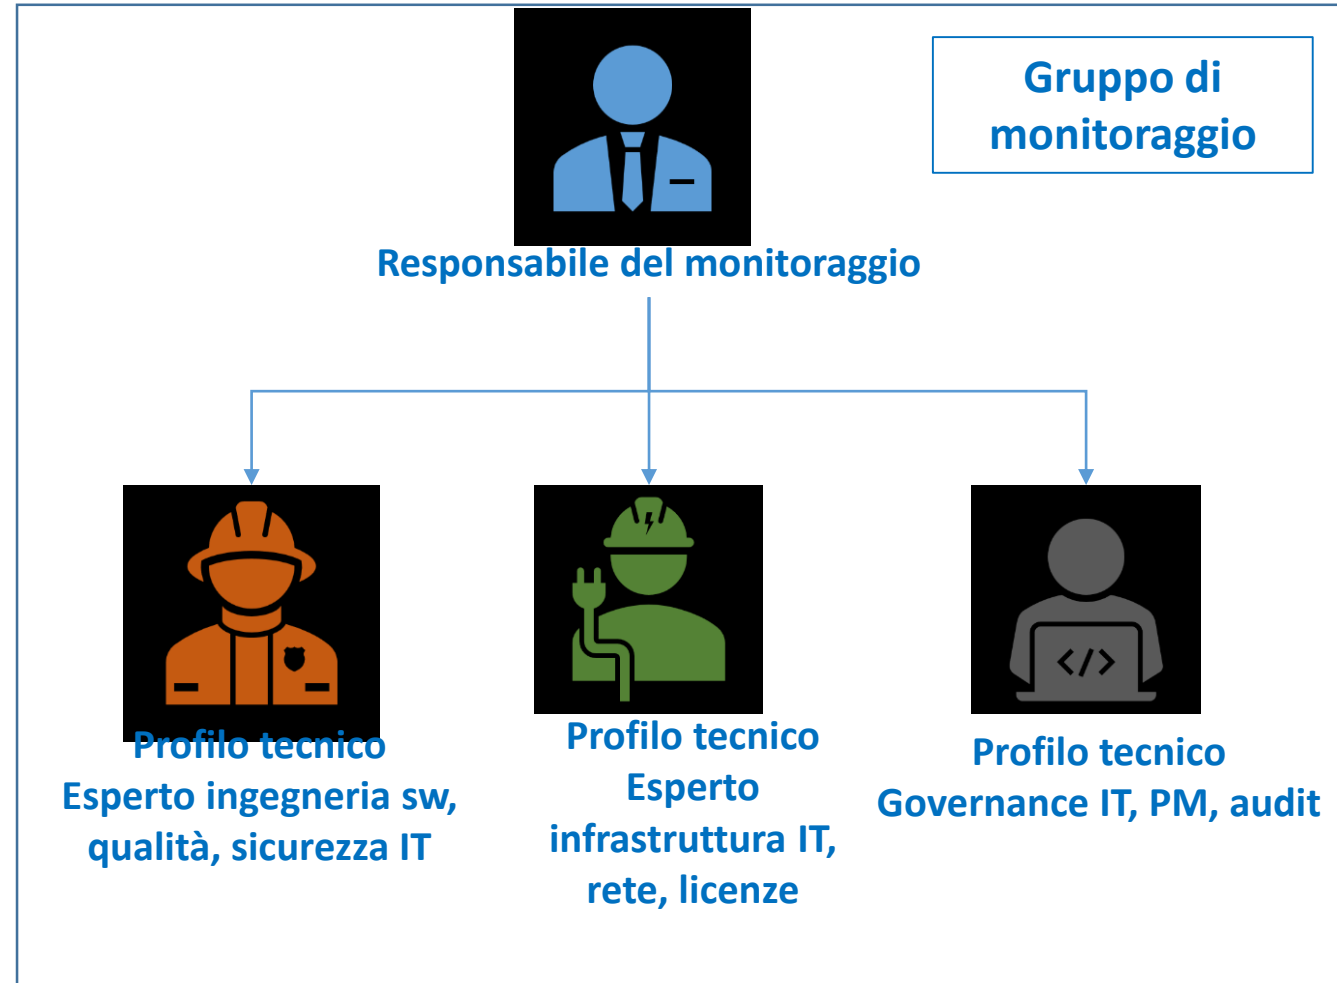 Gruppo di
monitoraggio
Responsabile del monitoraggio
</>
Profilo tecnico
Esperto ingegneria sw,
qualità, sicurezza IT
Profilo tecnico
Esperto
infrastruttura IT,
rete, licenze
Profilo tecnico
Governance IT, PM, audit